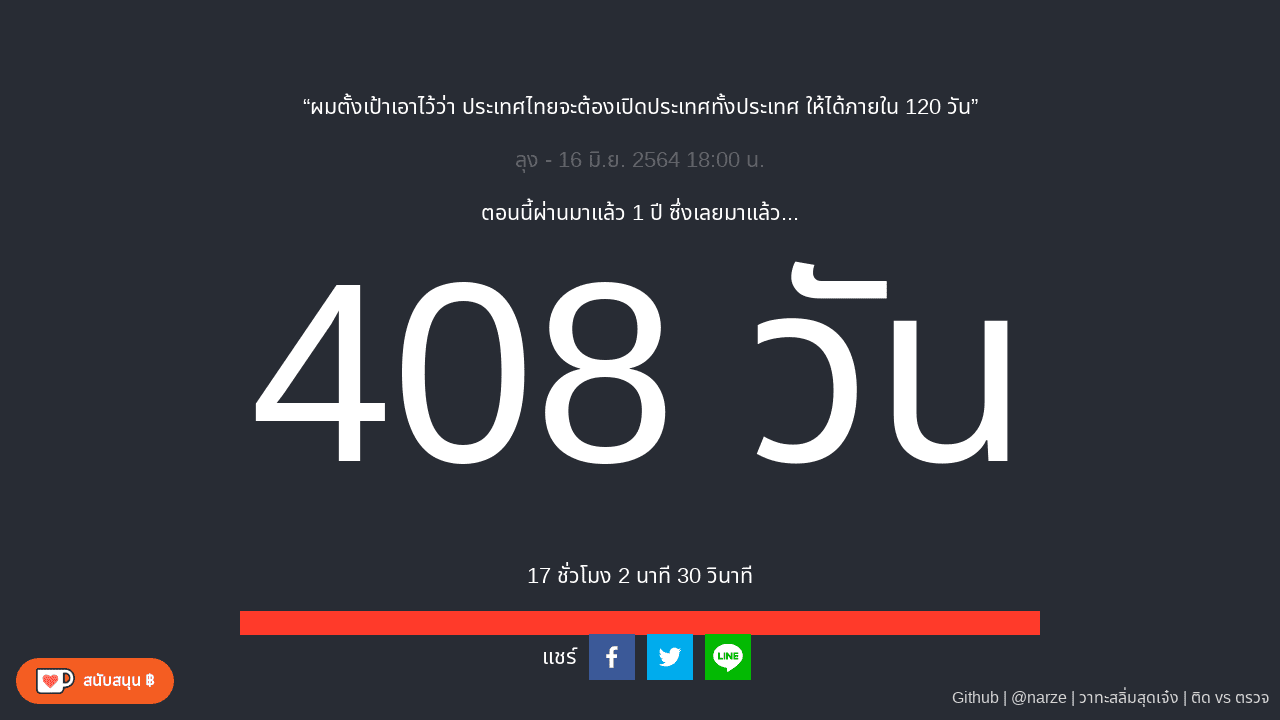 “ผมตั้งเป้าเอาไว้ว่า ประเทศไทยจะต้องเปิดประเทศทั้งประเทศ ให้ได้ภายใน 120 วัน”
ลุง - 16 มิ.ย. 2564 18:00 น.
ตอนนี้ผ่านมาแล้ว 1 ปี ซึ่งเลยมาแล้ว...
408 วัน
17 ชั่วโมง 2 นาที 30 วินาที
แชร์
LINE
สนับสนุน ฿
Github | @narze | วาทะสลิ่มสุดเจ๋ง | ติด vs ตรวจ